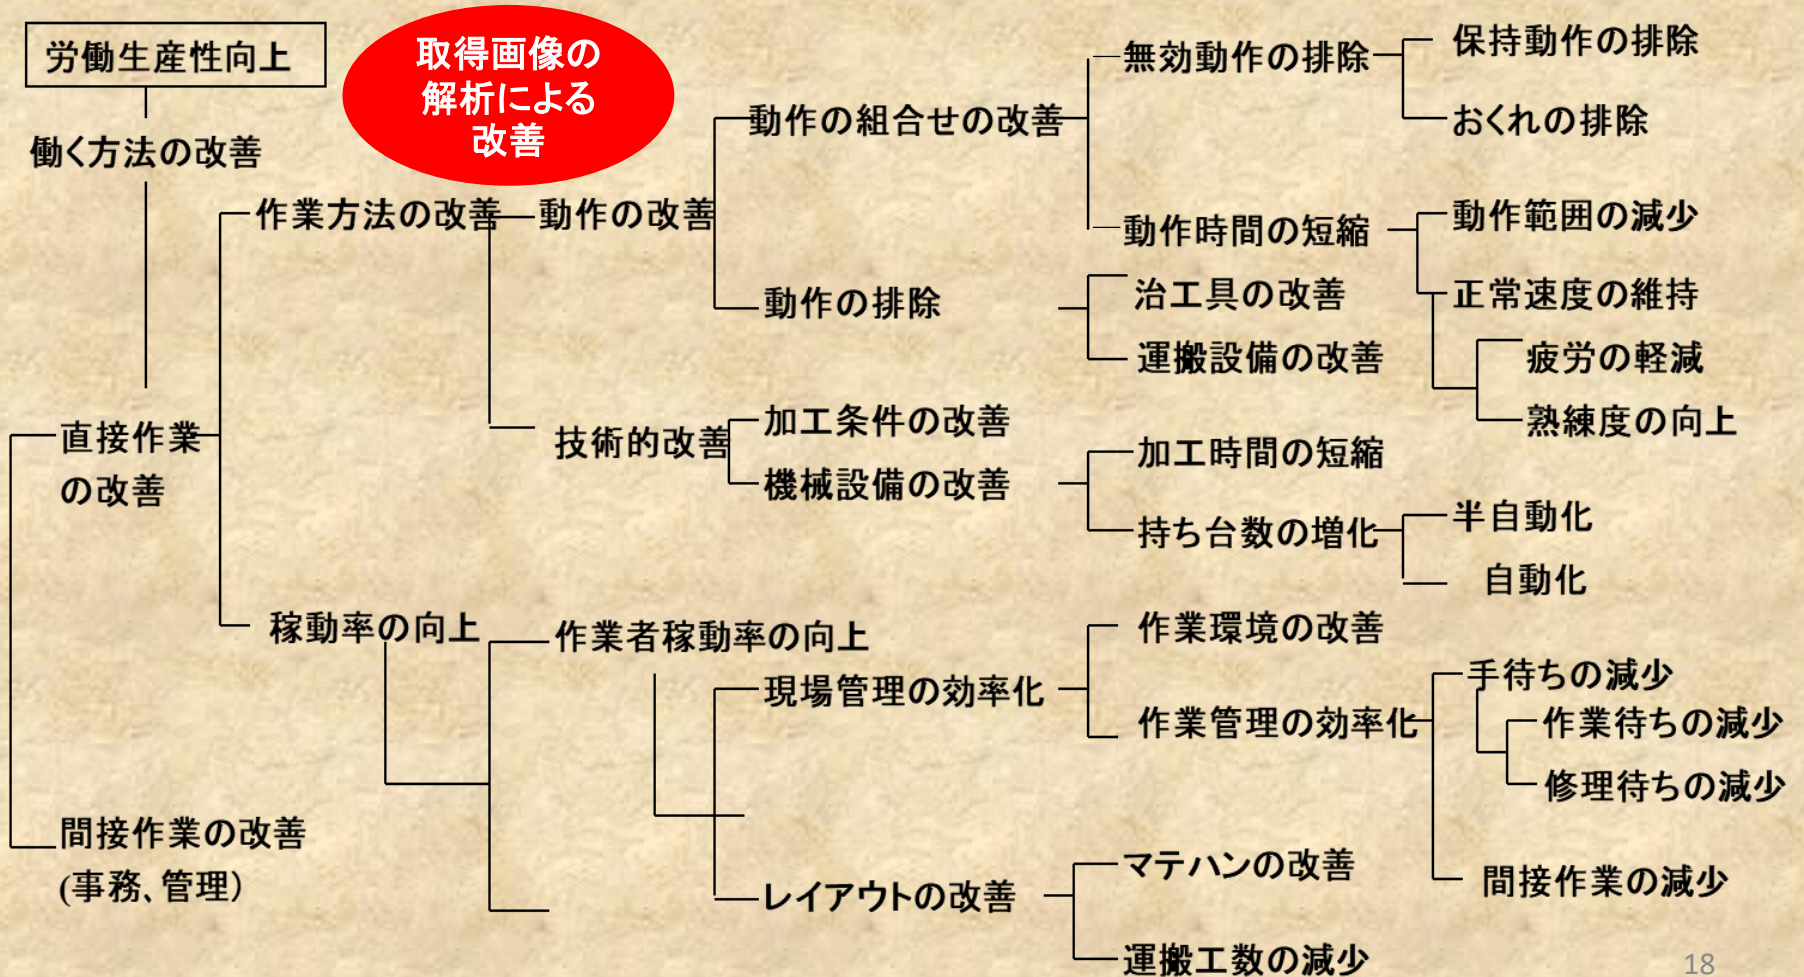 労働生産性向上
取得画像の
解析による
改善
働く方法の改善
作業方法の改善
動作の改善
動作の組合せの改善
無効動作の排除
保持動作の排除
おくれの排除
動作時間の短縮
動作範囲の減少
正常速度の維持
疲労の軽減
熟練度の向上
動作の排除
治工具の改善
運搬設備の改善
直接作業
の改善
技術的改善
加工条件の改善
機械設備の改善
加工時間の短縮
持ち台数の増化
半自動化
自動化
稼動率の向上
作業者稼動率の向上
現場管理の効率化
作業環境の改善
作業管理の効率化
手待ちの減少
作業待ちの減少
修理待ちの減少
間接作業の減少
間接作業の改善
(事務、管理)
レイアウトの改善
マテハンの改善
運搬工数の減少
18